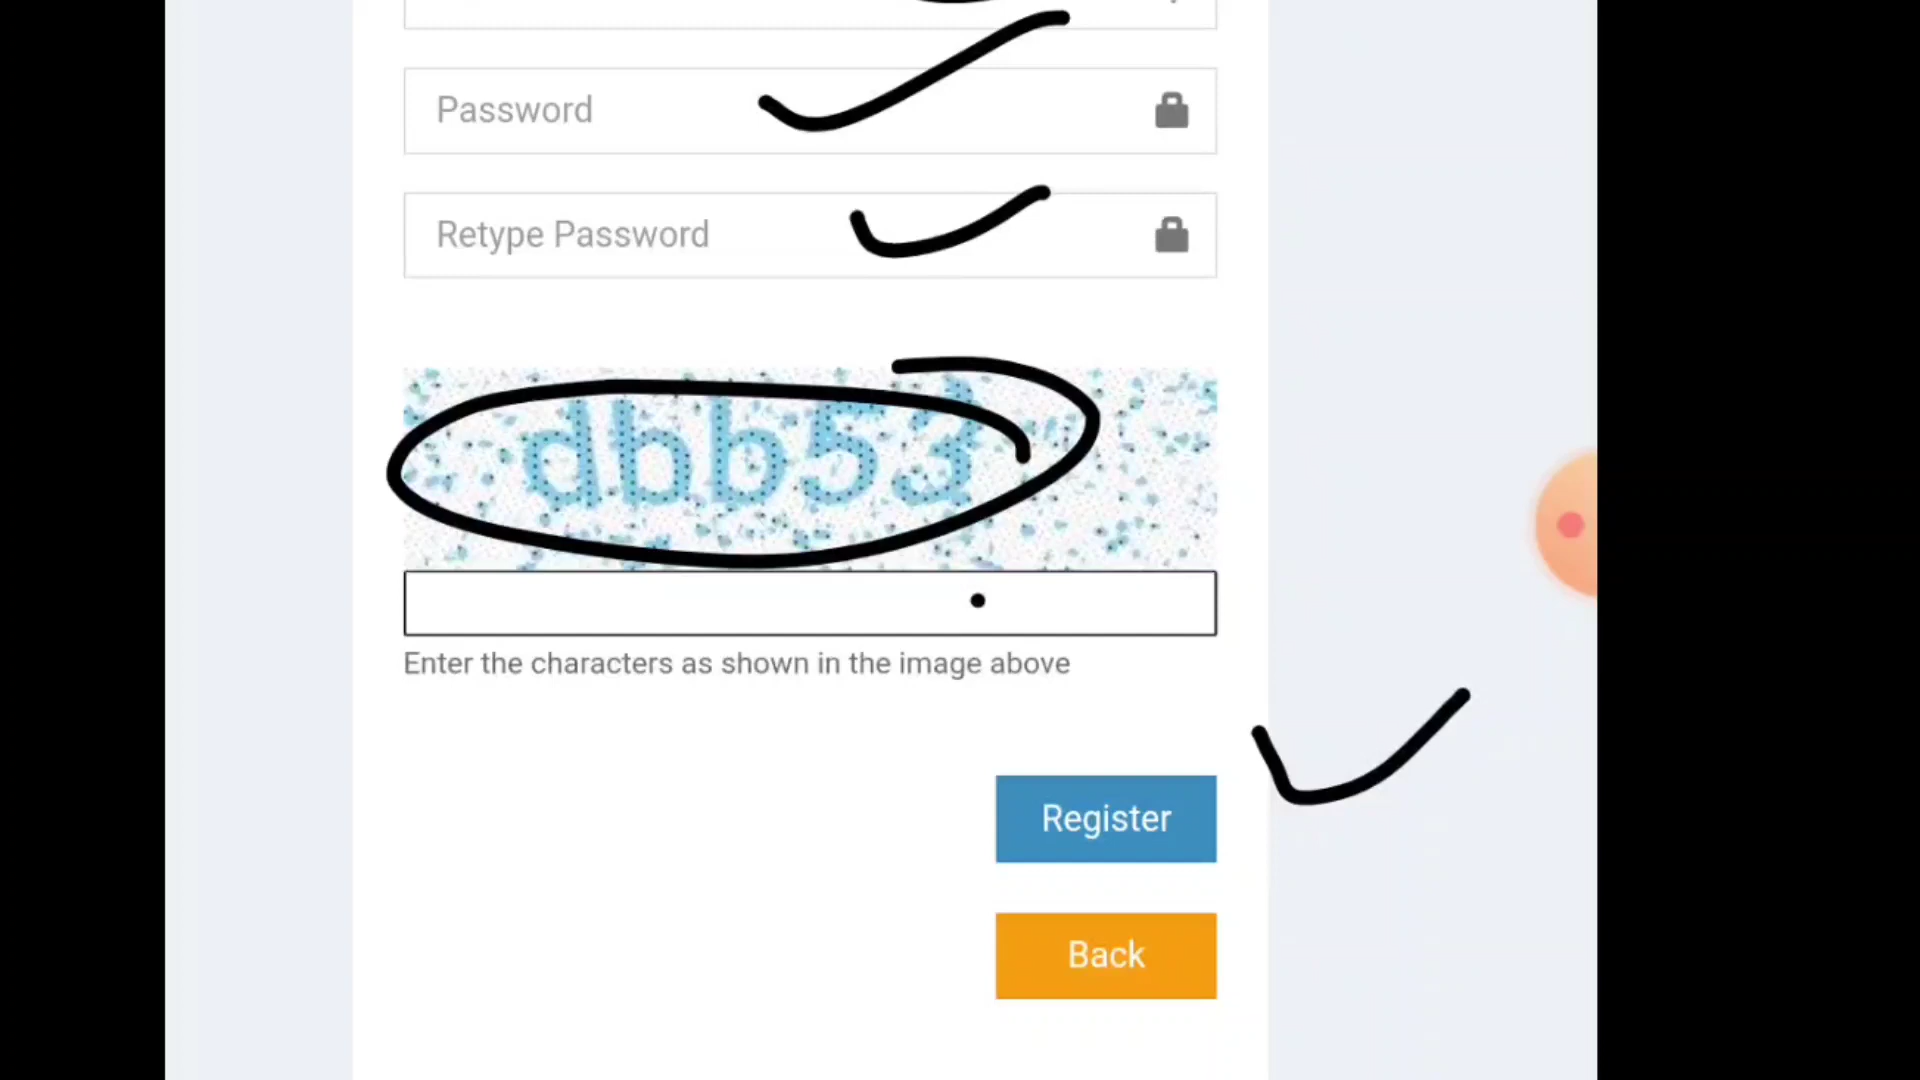 Password
Retype Password
dbb53
Enter the characters as shown in the image above
Register
Back